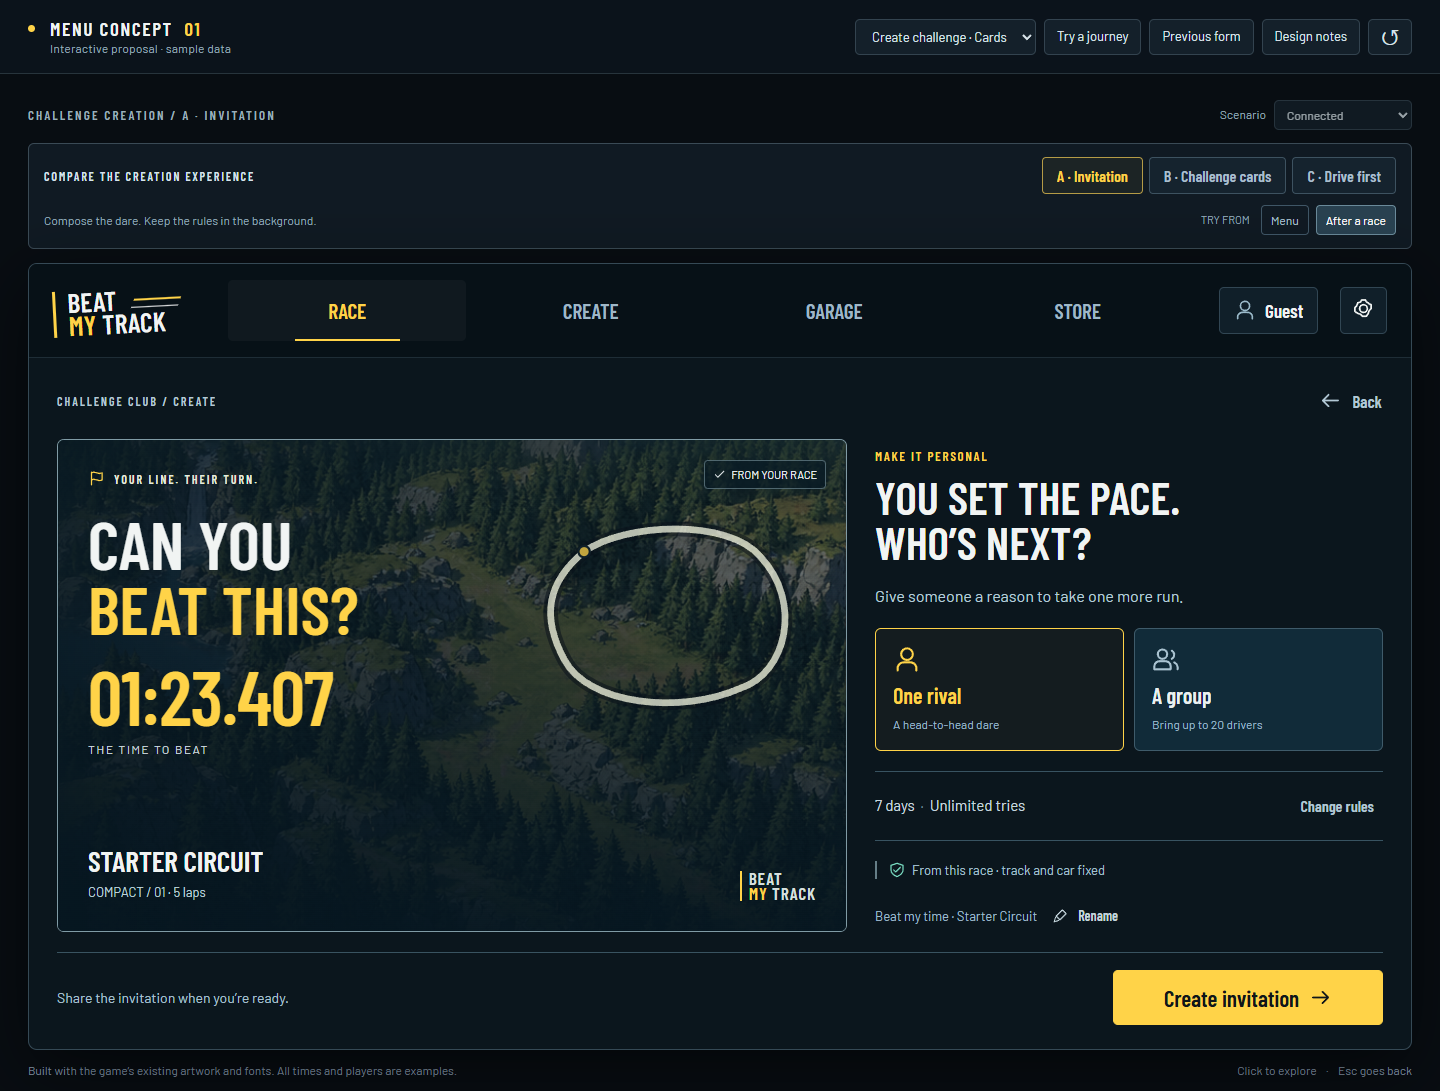 MENU CONCEPT 01
Interactive proposal · sample data
Create challenge · Cards
Try a journey
Previous form
Design notes
CHALLENGE CREATION / A · INVITATION
Scenario
Connected
COMPARE THE CREATION EXPERIENCE
A · Invitation
B · Challenge cards
C · Drive first
Compose the dare. Keep the rules in the background.
TRY FROM
Menu
After a race
BEAT
MY TRACK
RACE
CREATE
GARAGE
STORE
Guest
CHALLENGE CLUB / CREATE
Back
YOUR LINE. THEIR TURN.
FROM YOUR RACE
CAN YOU
BEAT THIS?
01:23.407
THE TIME TO BEAT
STARTER CIRCUIT
COMPACT / 01 · 5 laps
BEAT
MY TRACK
MAKE IT PERSONAL
YOU SET THE PACE.
WHO’S NEXT?
Give someone a reason to take one more run.
One rival
A head-to-head dare
A group
Bring up to 20 drivers
7 days · Unlimited tries
Change rules
From this race · track and car fixed
Beat my time · Starter Circuit
Rename
Share the invitation when you’re ready.
Create invitation
Built with the game’s existing artwork and fonts. All times and players are examples.
Click to explore · Esc goes back